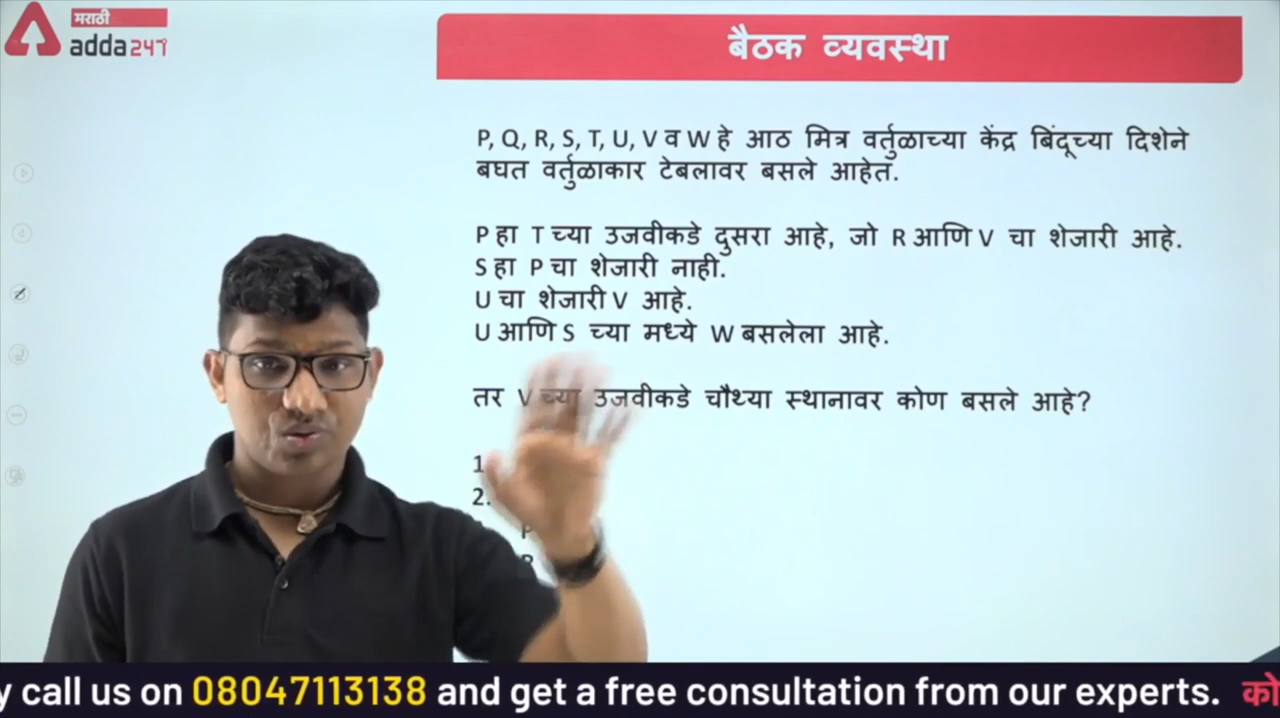 मराठी
adda247
बैठक व्यवस्था
P, Q, R, S, T, U, V व W हे आठ मित्र वर्तुळाच्या केंद्र बिंदूच्या दिशेने
बघत वर्तुळाकार टेबलावर बसले आहेत.
P हा T च्या उजवीकडे दुसरा आहे, जो R आणि V चा शेजारी आहे.
S हा P चा शेजारी नाही.
U चा शेजारी V आहे.
U आणि S च्या मध्ये W बसलेला आहे.
तर V च्या उजवीकडे चौथ्या स्थानावर कोण बसले आहे?
1
2.
P
y call us on 08047113138 and get a free consultation from our experts. को